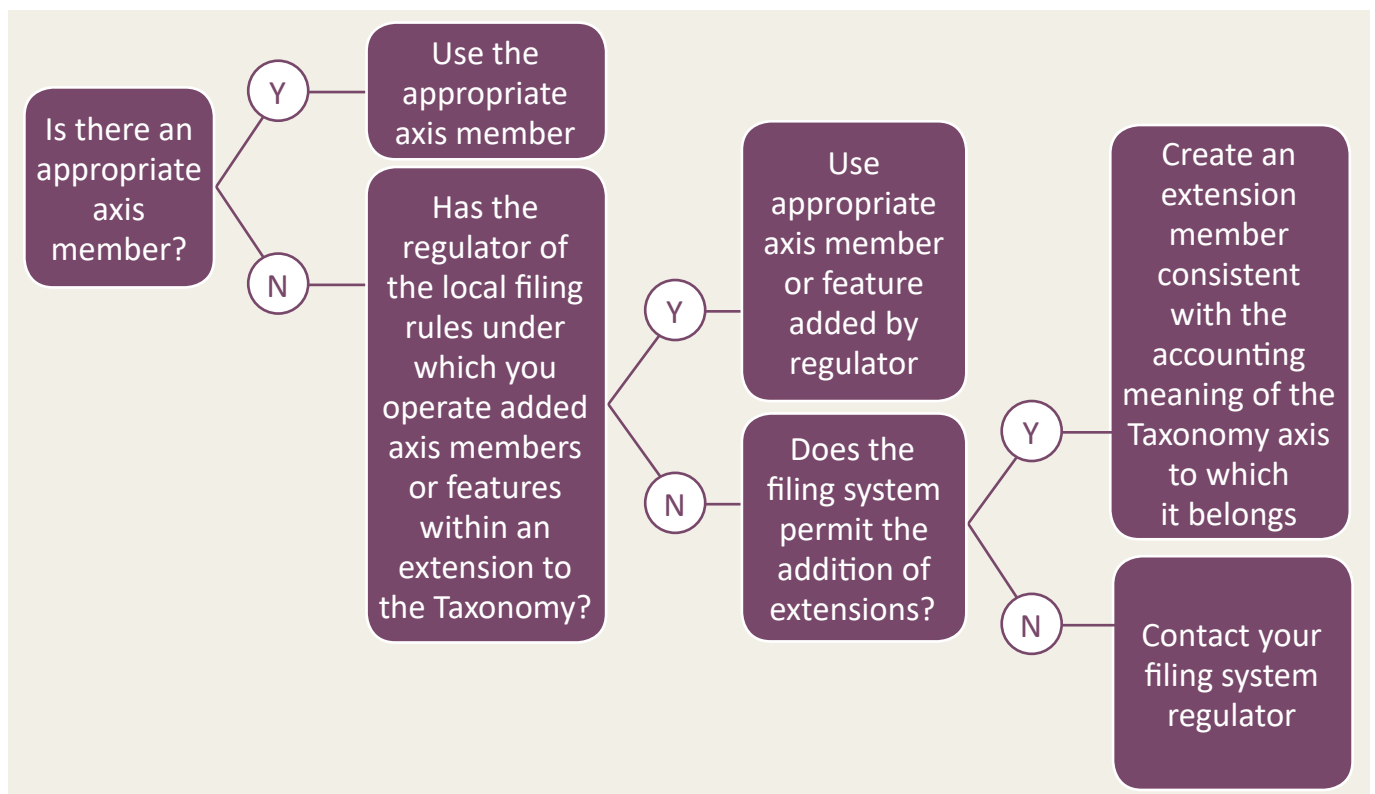 Is there an
appropriate
axis
member?
Y
Use the
appropriate
axis member
N
Has the
regulator of
the local filing
rules under
which you
operate added
axis members
or features
within an
extension to
the Taxonomy?
Y
Use
appropriate
axis member
or feature
added by
regulator
N
Does the
filing system
permit the
addition of
extensions?
Y
Create an
extension
member
consistent
with the
accounting
meaning of the
Taxonomy axis
to which
it belongs
N
Contact your
filing system
regulator